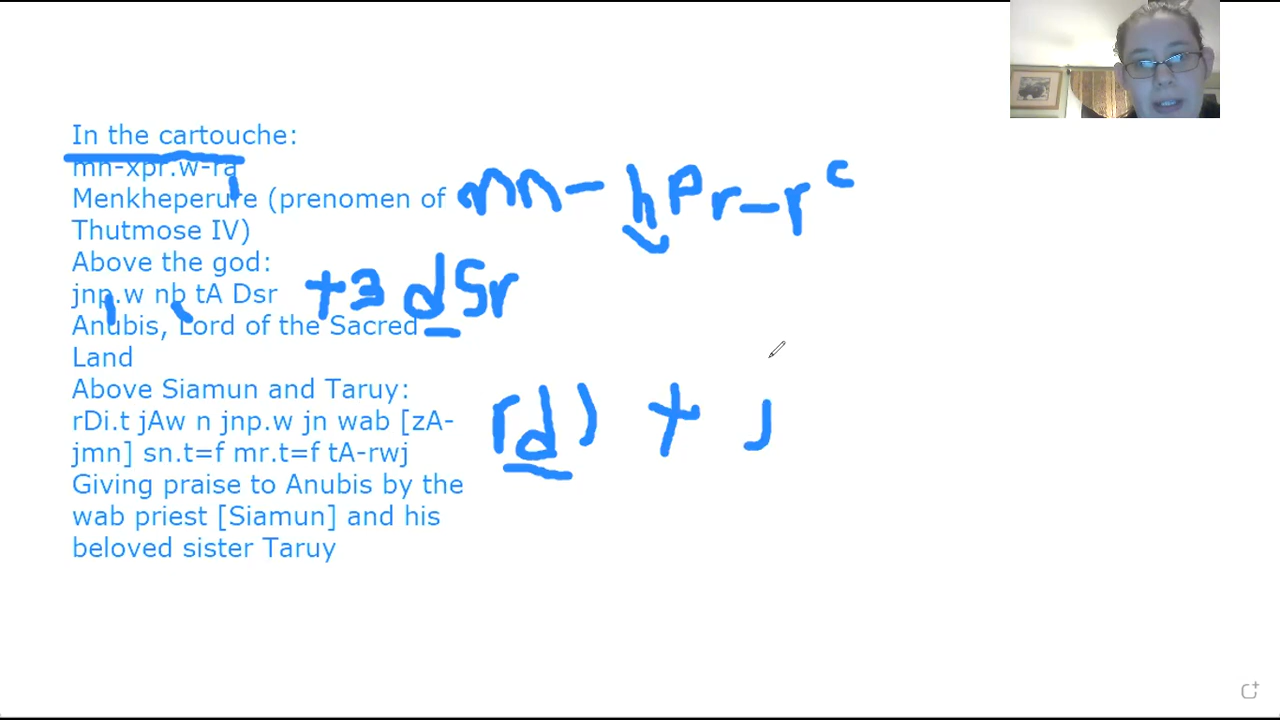 In the cartouche:
mn-xpr.w-ra
Menkheperure (prenomen of
Thutmose IV)
mn-ḫpr-rꜥ
Above the god:
jnp.w nb tA Dsr
t3 ḏsr
Anubis, Lord of the Sacred
Land
Above Siamun and Taruy:
rDi.t jAw n jnp.w jn wab [zA-
jmn] sn.t=f mr.t=f tA-rwj
Giving praise to Anubis by the
wab priest [Siamun] and his
beloved sister Taruy